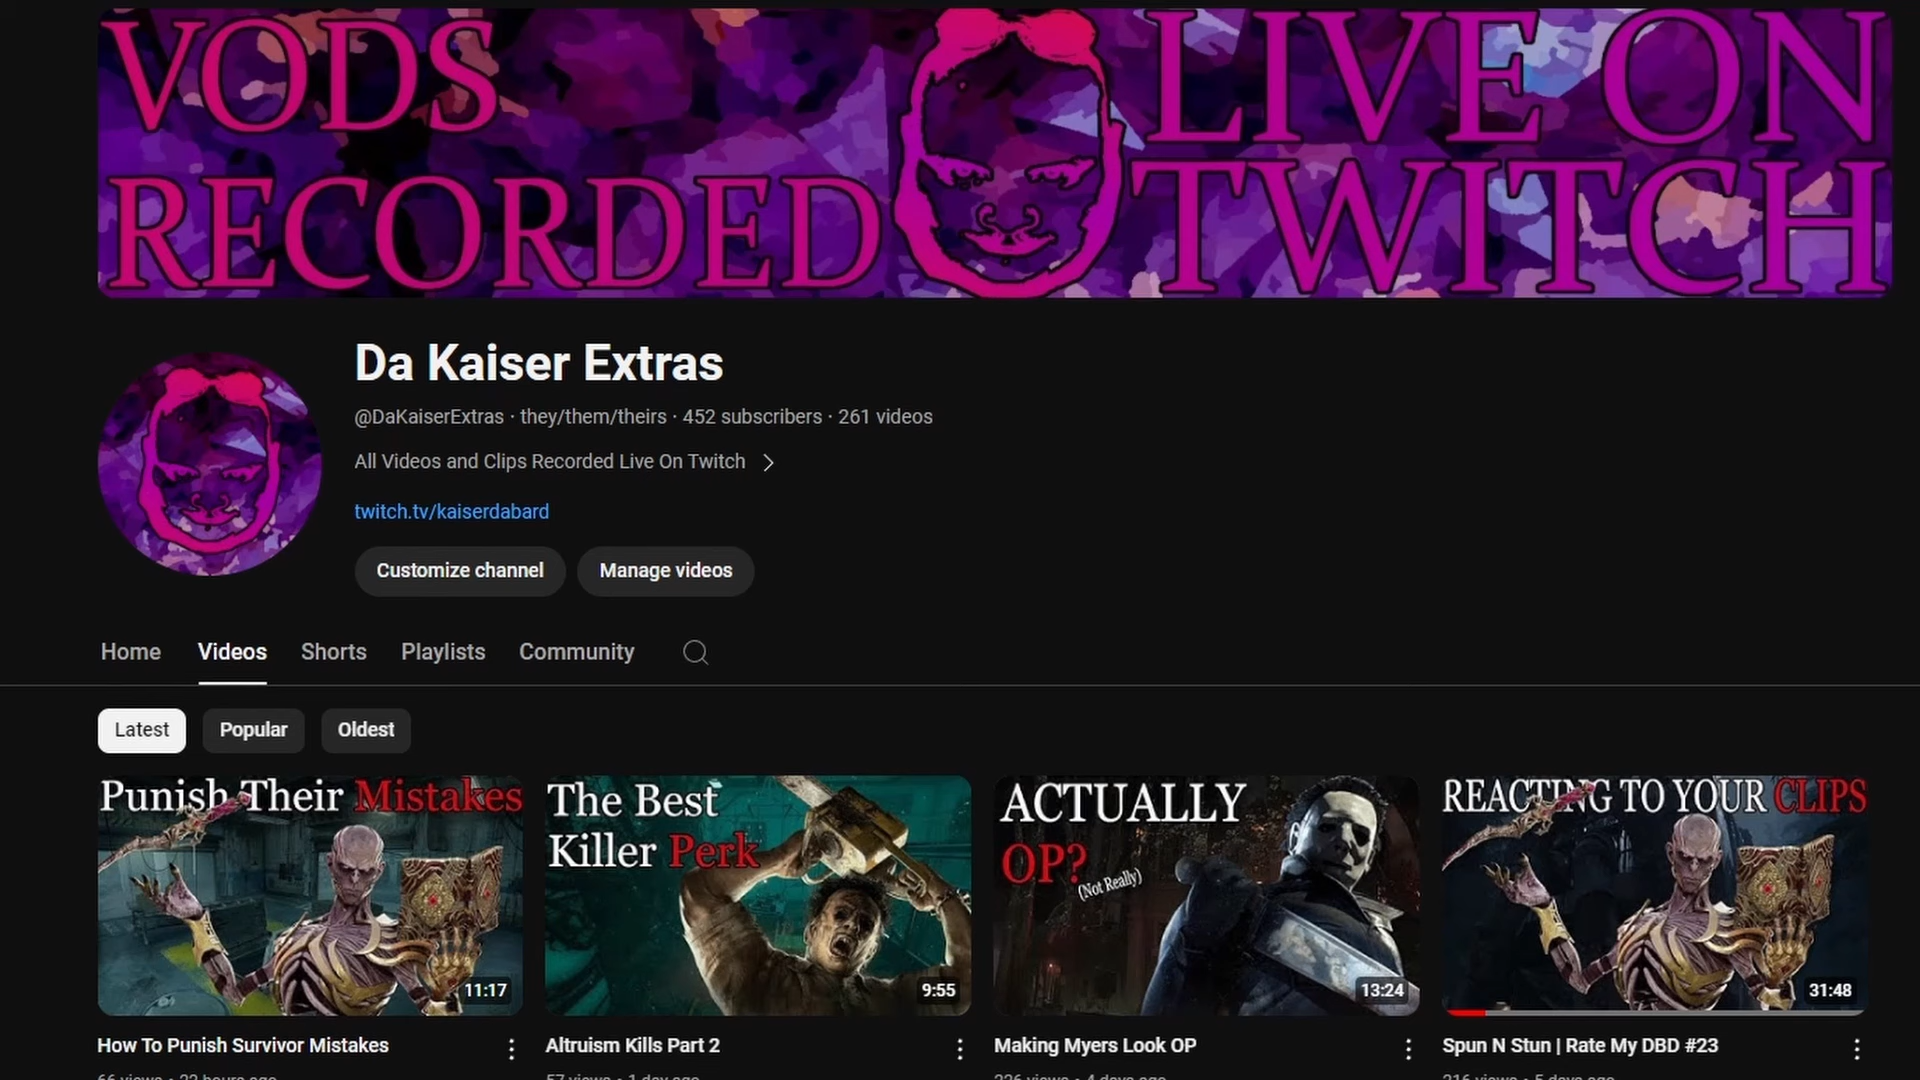 VODS
RECORDED
LIVE ON
TWITCH
Da Kaiser Extras
@DaKaiserExtras · they/them/theirs · 452 subscribers · 261 videos
All Videos and Clips Recorded Live On Twitch
twitch.tv/kaiserdabard
Customize channel
Manage videos
Home
Videos
Shorts
Playlists
Community
Latest
Popular
Oldest
Punish Their Mistakes
11:17
The Best
Killer Perk
9:55
ACTUALLY
OP?
(Not Really)
13:24
REACTING TO YOUR CLIPS
31:48
How To Punish Survivor Mistakes
Altruism Kills Part 2
Making Myers Look OP
Spun N Stun | Rate My DBD #23